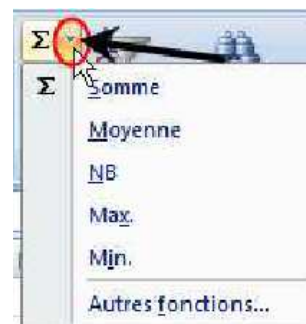 Σ
Σ Somme
Moyenne
NB
Max.
Min.
Autres fonctions...